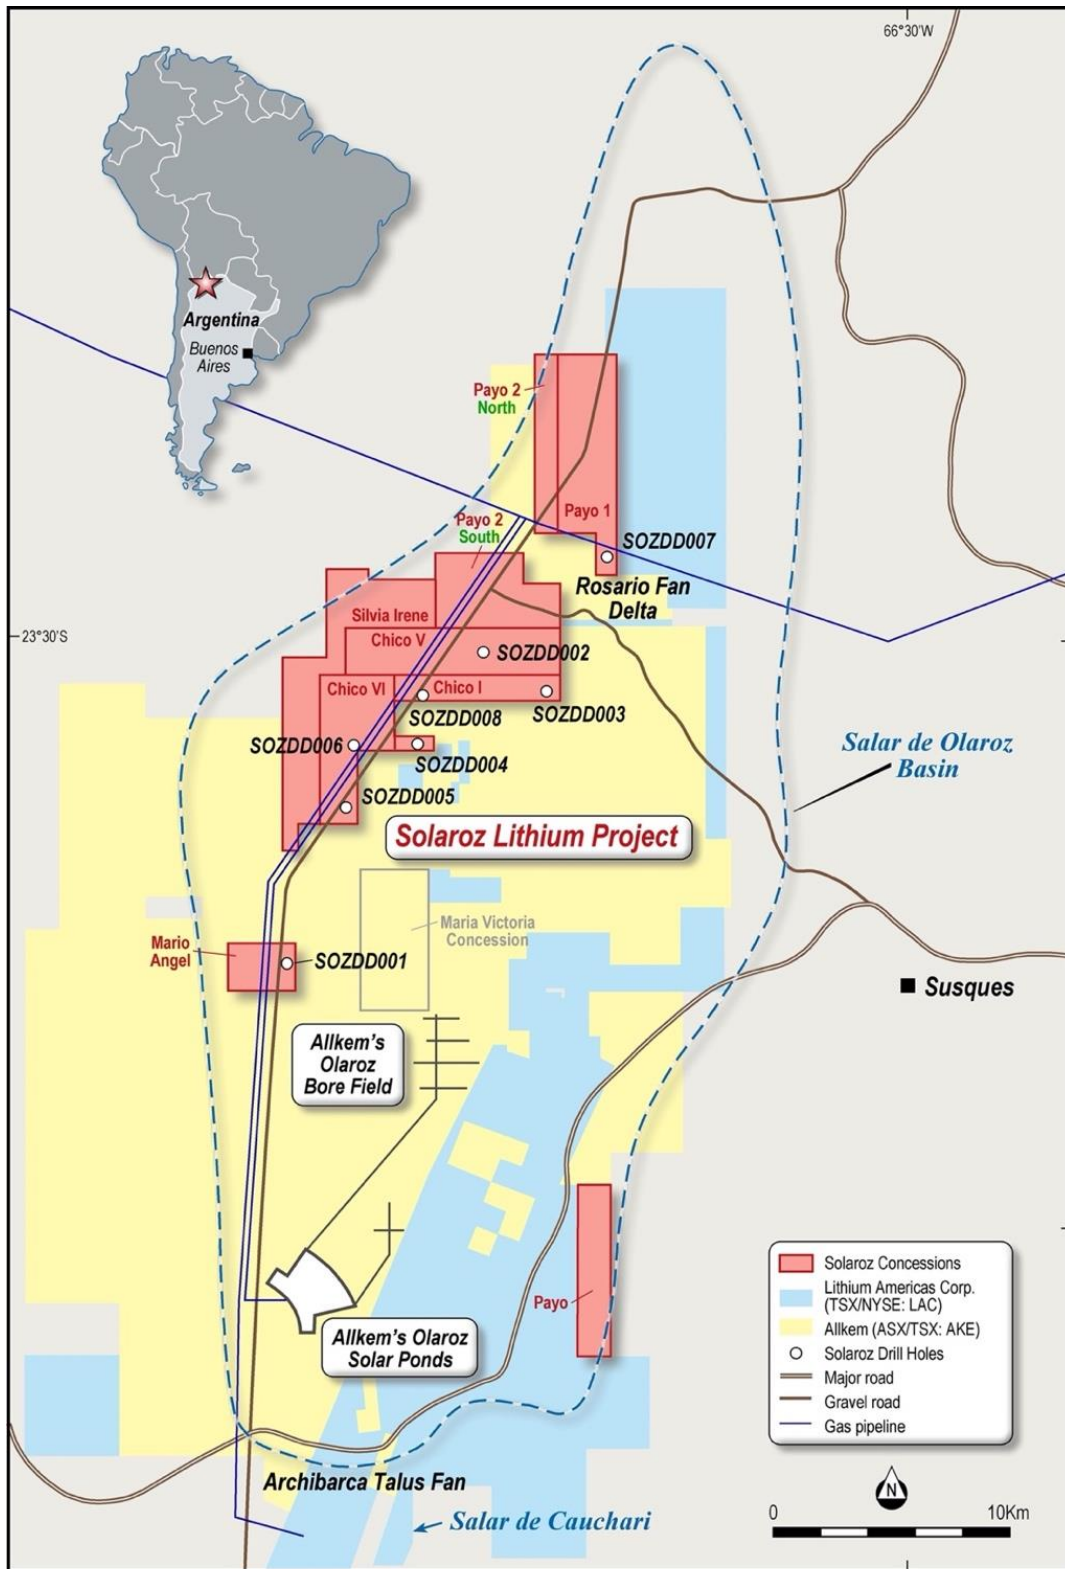 66°30'W
Argentina
Buenos
Aires
Payo 2
North
Payo 1
Payo 2
South
SOZDD007
Rosario Fan
Delta
23°30'S
Silvia Irene
Chico V
SOZDD002
Chico VI
Chico I
SOZDD008
SOZDD003
SOZDD006
SOZDD004
SOZDD005
Salar de Olaroz
Basin
Solaroz Lithium Project
Maria Victoria
Concession
Mario
Angel
SOZDD001
Susques
Allkem's
Olaroz
Bore Field
Payo
Allkem's Olaroz
Solar Ponds
Solaroz Concessions
Lithium Americas Corp.
(TSX/NYSE: LAC)
Allkem (ASX/TSX: AKE)
Solaroz Drill Holes
Major road
Gravel road
Gas pipeline
Archibarca Talus Fan
Salar de Cauchari
N
0 10Km